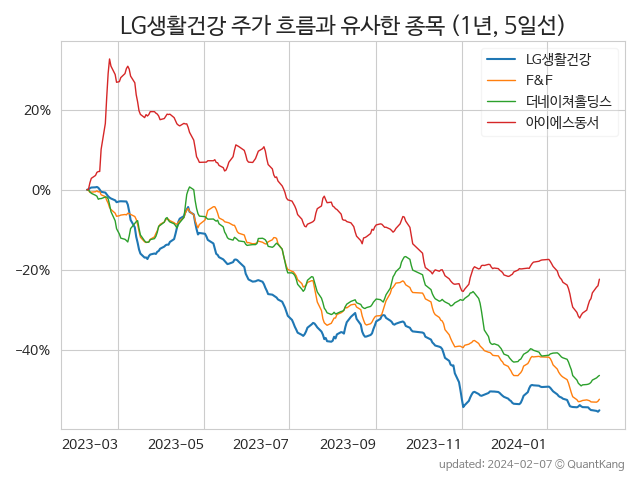 LG생활건강 주가 흐름과 유사한 종목 (1년, 5일선)
LG생활건강
F&F
더네이쳐홀딩스
아이에스동서
20%
0%
−20%
−40%
2023-03 2023-05 2023-07 2023-09 2023-11 2024-01
updated: 2024-02-07 © QuantKang